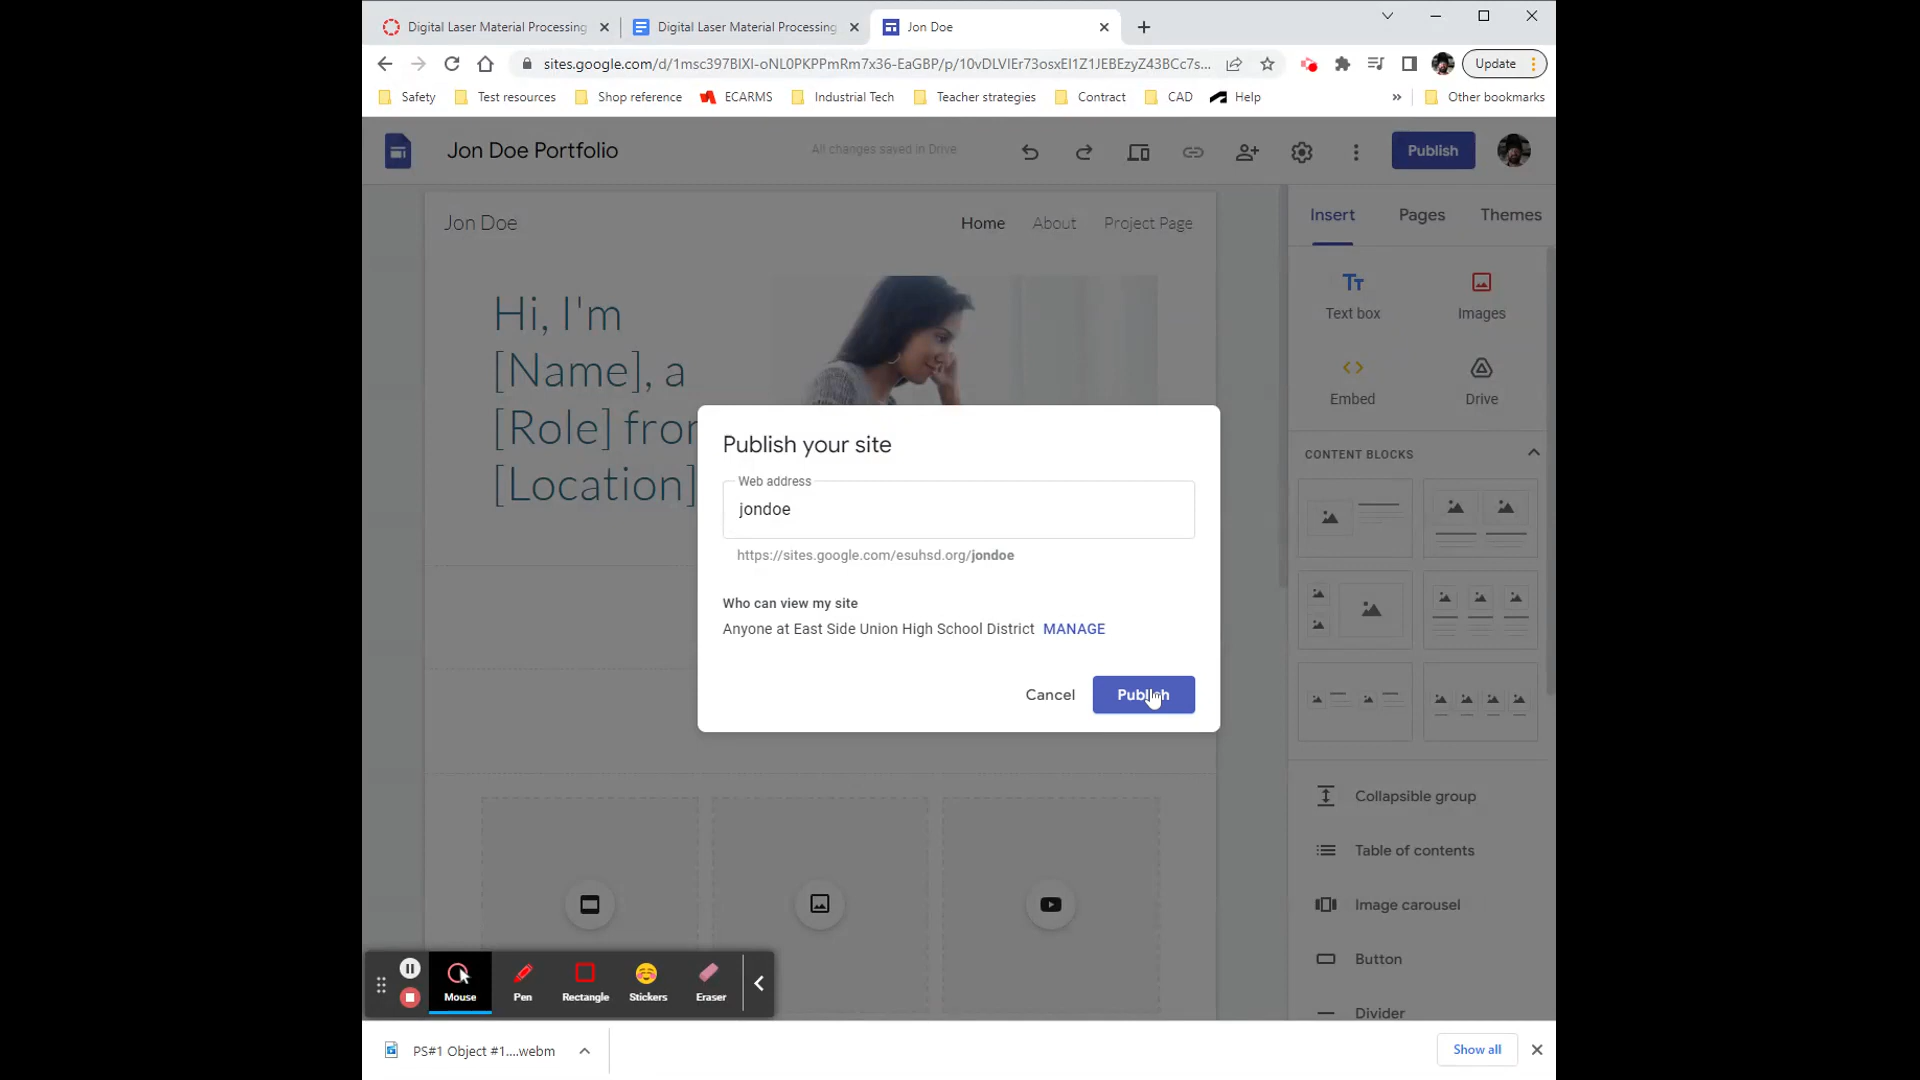 Digital Laser Material Processing
Digital Laser Material Processing
Jon Doe
sites.google.com/d/1msc397BIXI-oNL0PKPPmRm7x36-EaGBP/p/10vDLVIEr73osxEI1Z1JEBEzyZ43BCc7s...
Update
Safety
Test resources
Shop reference
ECARMS
Industrial Tech
Teacher strategies
Contract
CAD
Help
»
Other bookmarks
Jon Doe Portfolio
All changes saved in Drive
Publish
Jon Doe
Home
About
Project Page
Insert
Pages
Themes
Hi, I'm
[Name], a
[Role] from
[Location]
Tт
Text box
Images
Embed
Drive
CONTENT BLOCKS
Publish your site
Web address
jondoe
https://sites.google.com/esuhsd.org/jondoe
Who can view my site
Anyone at East Side Union High School District MANAGE
Cancel
Publish
Collapsible group
Table of contents
Image carousel
Button
Divider
Mouse
Pen
Rectangle
Stickers
Eraser
PS#1 Object #1....webm
Show all